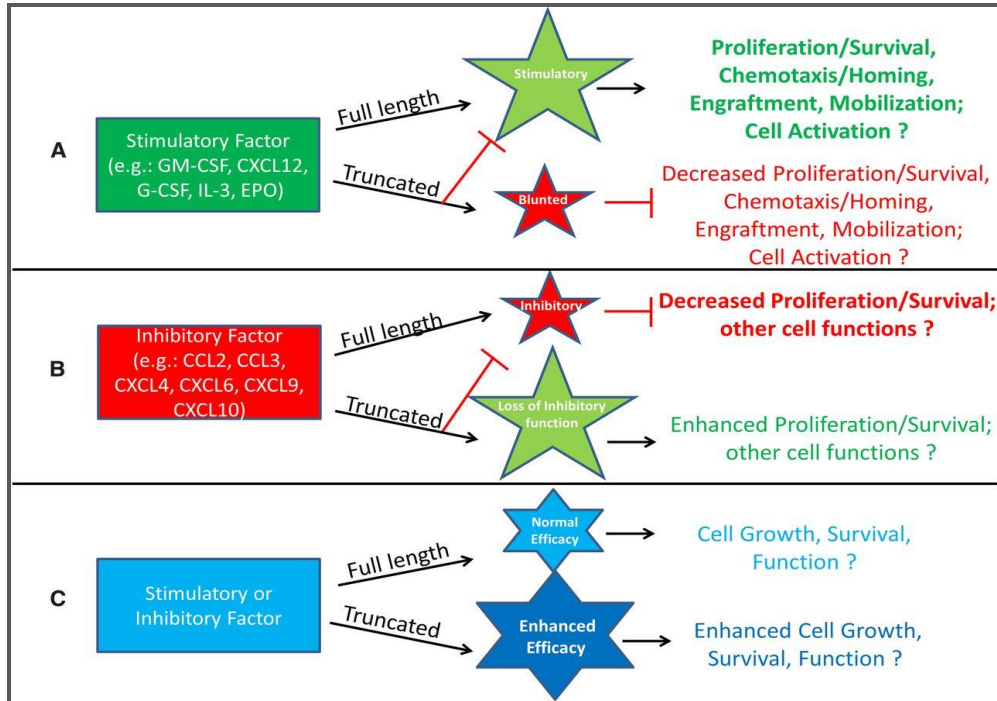 A
Stimulatory Factor
(e.g.: GM-CSF, CXCL12,
G-CSF, IL-3, EPO)
Full length
Truncated
Stimulatory
Blunted
Proliferation/Survival,
Chemotaxis/Homing,
Engraftment, Mobilization;
Cell Activation ?
Decreased Proliferation/Survival,
Chemotaxis/Homing,
Engraftment, Mobilization;
Cell Activation ?
B
Inhibitory Factor
(e.g.: CCL2, CCL3,
CXCL4, CXCL6, CXCL9,
CXCL10)
Full length
Truncated
Inhibitory
Loss of Inhibitory
function
Decreased Proliferation/Survival;
other cell functions ?
Enhanced Proliferation/Survival;
other cell functions ?
C
Stimulatory or
Inhibitory Factor
Full length
Truncated
Normal
Efficacy
Enhanced
Efficacy
Cell Growth, Survival,
Function ?
Enhanced Cell Growth,
Survival, Function ?